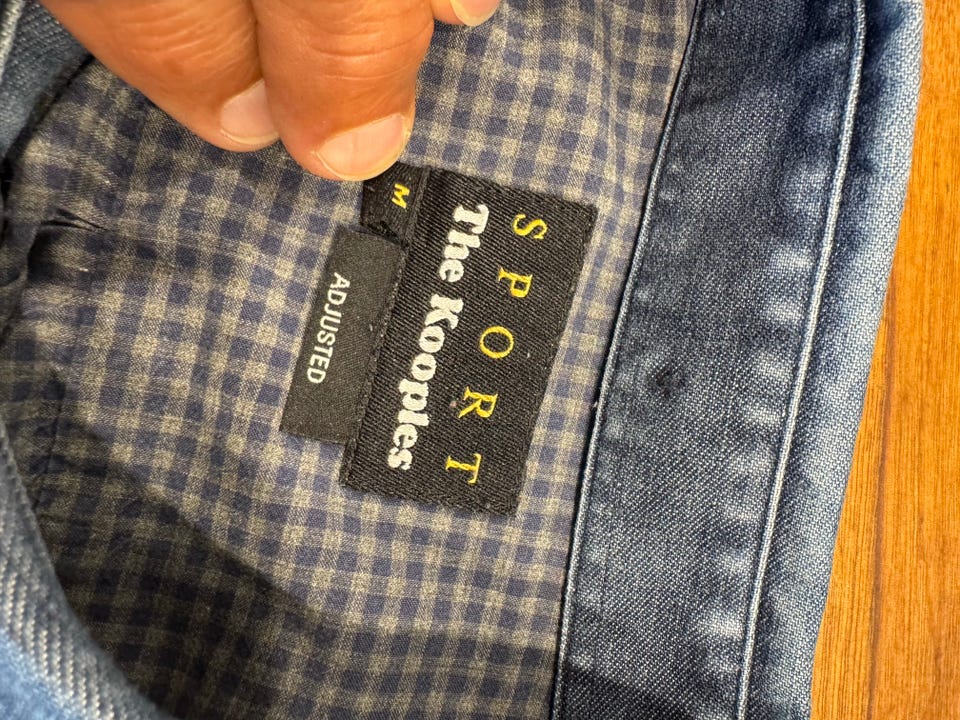 SPORT
The Kooples
M
ADJUSTED